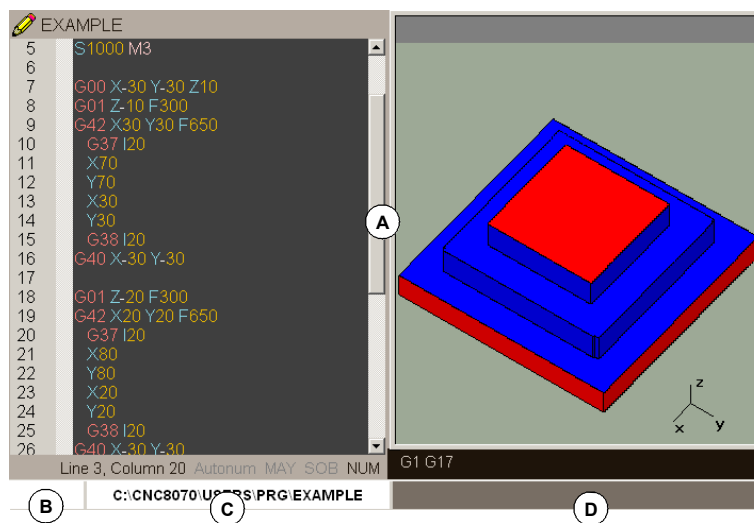 EXAMPLE
5 S1000 M3
6
7 G00 X-30 Y-30 Z10
8 G01 Z-10 F300
9 G42 X30 Y30 F650
10 G37 I20
11 X70
12 Y70
13 X30
14 Y30
15 G38 I20
16 G40 X-30 Y-30
17
18 G01 Z-20 F300
19 G42 X20 Y20 F650
20 G37 I20
21 X80
22 Y80
23 X20
24 Y20
25 G38 I20
26 G40 X-30 Y-30
A
z
x
y
Line 3, Column 20 Autonum MAY SOB NUM
G1 G17
B
C:\CNC8070\USERS\PRG\EXAMPLE
C
D